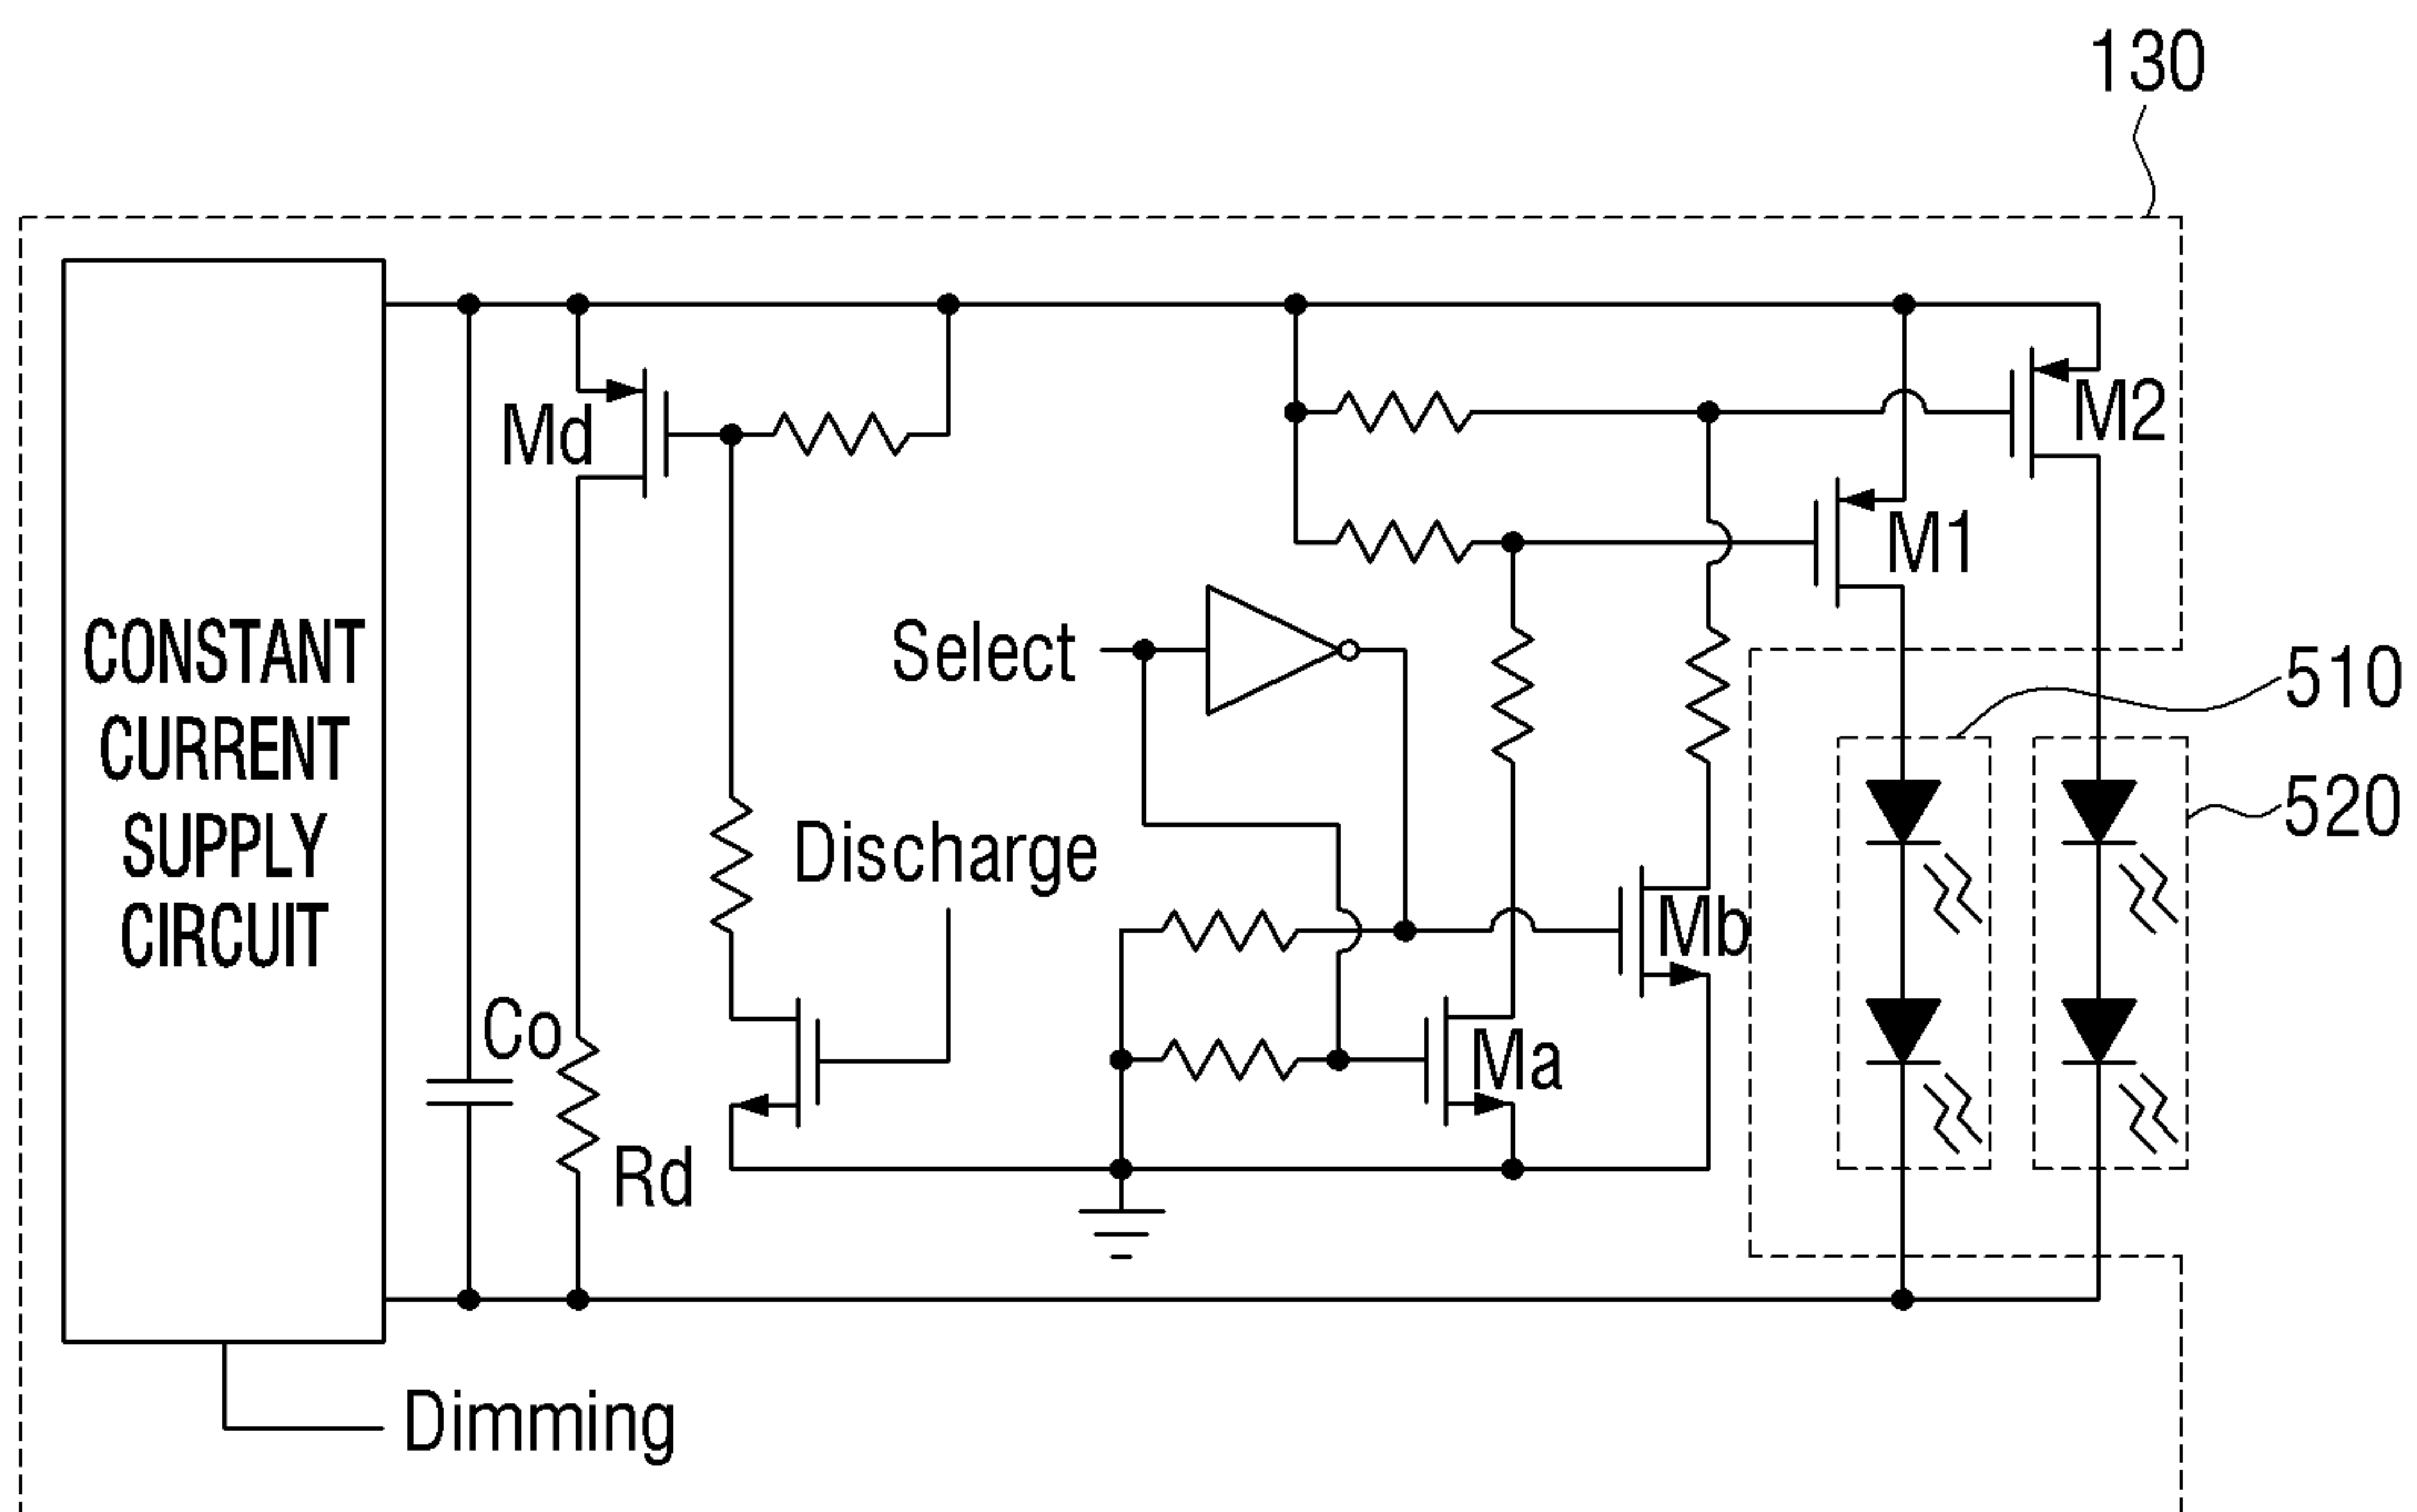 130
M2
Md
M1
CONSTANT
CURRENT
SUPPLY
CIRCUIT
Select
510
520
Discharge
Mb
Co
Ma
Rd
Dimming